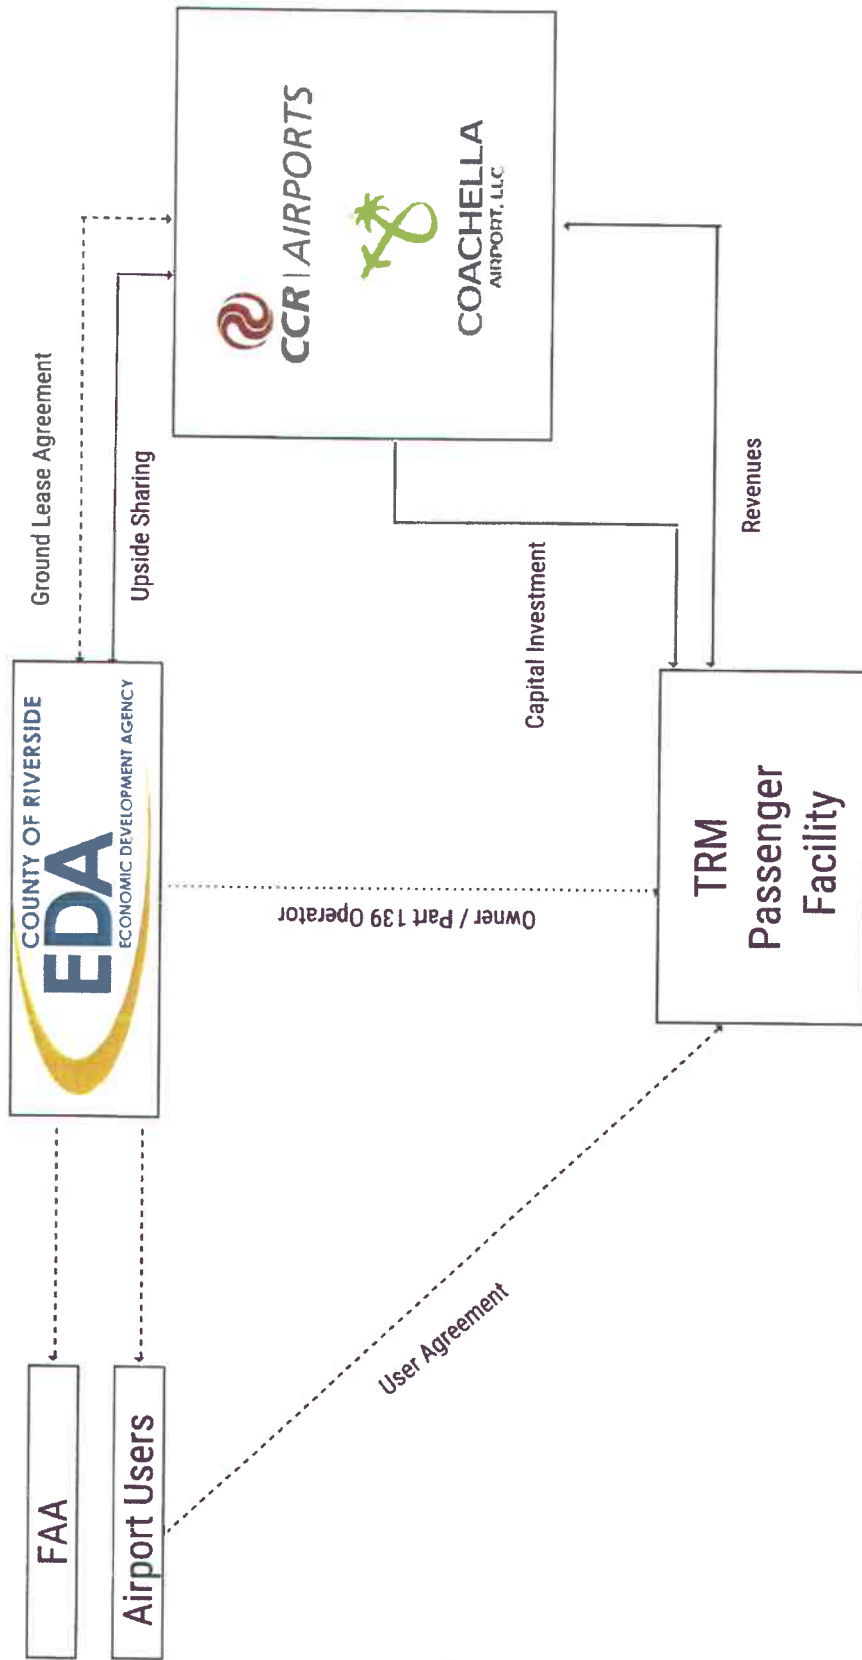 FAA
Airport Users
COUNTY OF RIVERSIDE
EDA
ECONOMIC DEVELOPMENT AGENCY
Ground Lease Agreement
Upside Sharing
CCR | AIRPORTS
COACHELLA
AIRPORT, LLC
Owner / Part 139 Operator
User Agreement
Capital Investment
Revenues
TRM
Passenger
Facility